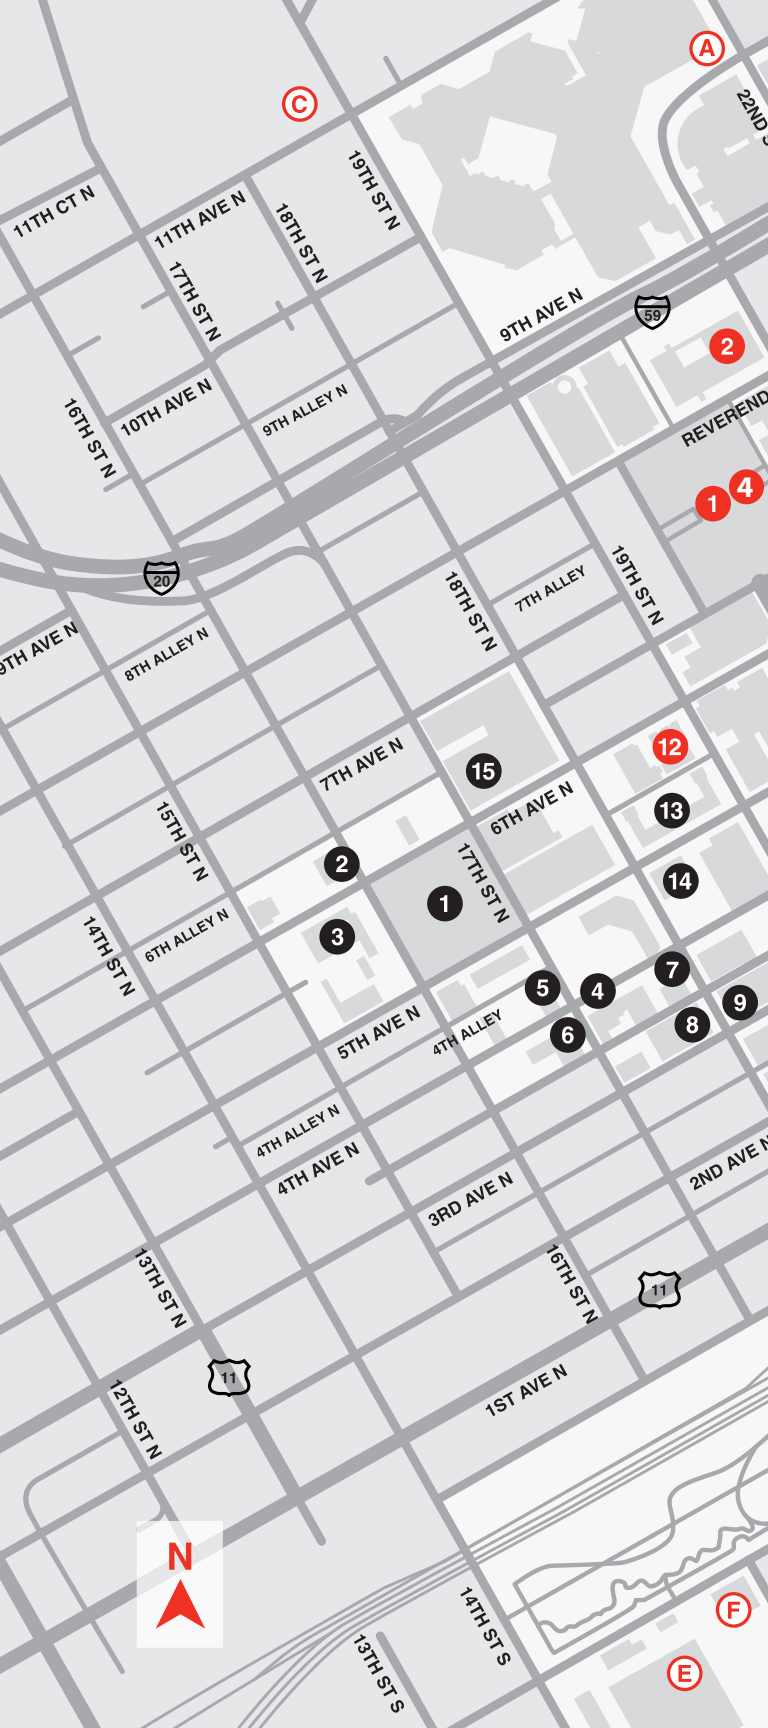 A
C
22ND S
19TH ST N
11TH CT N
11TH AVE N
18TH ST N
17TH ST N
9TH AVE N
59
2
10TH AVE N
9TH ALLEY N
16TH ST N
REVEREND
1
4
20
19TH ST N
7TH ALLEY
18TH ST N
9TH AVE N
8TH ALLEY N
12
7TH AVE N
15
6TH AVE N
13
15TH ST N
2
17TH ST N
14
1
6TH ALLEY N
3
14TH ST N
7
5
4
9
5TH AVE N
4TH ALLEY
6
8
4TH ALLEY N
4TH AVE N
2ND AVE N
3RD AVE N
16TH ST N
11
13TH ST N
11
1ST AVE N
12TH ST N
N
14TH ST S
F
13TH ST S
E